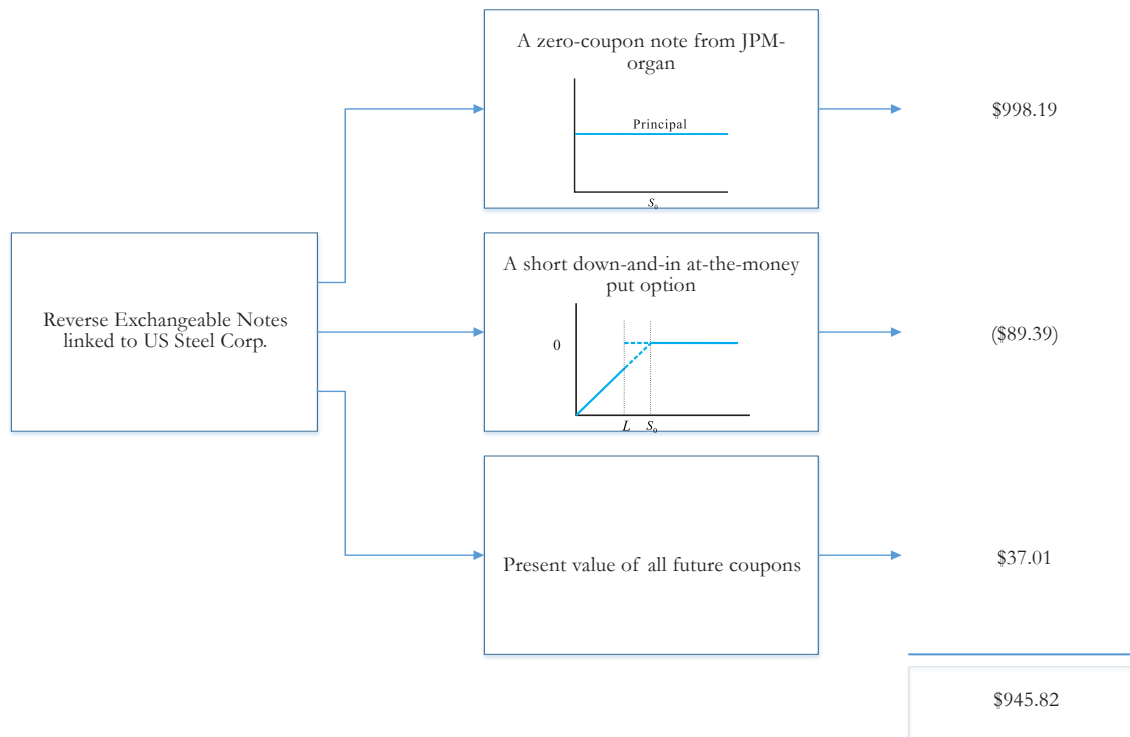 A zero-coupon note from JPM-
organ
Principal
S₀
$998.19
Reverse Exchangeable Notes
linked to US Steel Corp.
A short down-and-in at-the-money
put option
0
L S₀
($89.39)
Present value of all future coupons
$37.01
$945.82